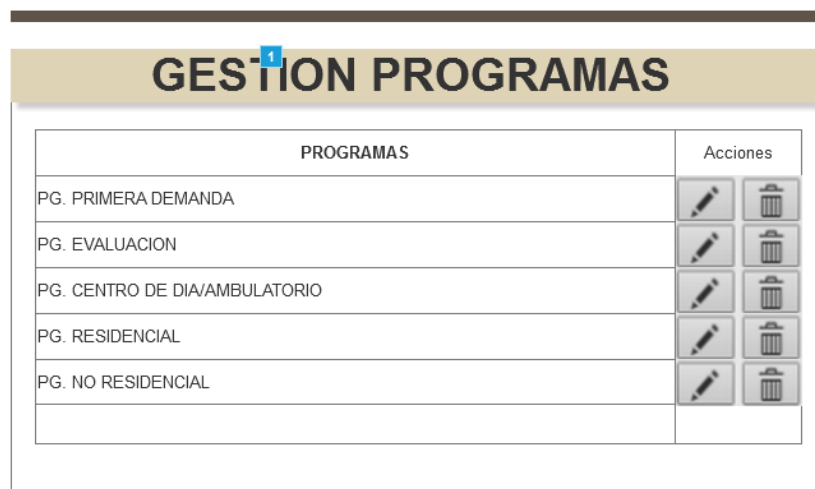 1
GESTION PROGRAMAS
PROGRAMAS Acciones
PG. PRIMERA DEMANDA
PG. EVALUACION
PG. CENTRO DE DIA/AMBULATORIO
PG. RESIDENCIAL
PG. NO RESIDENCIAL